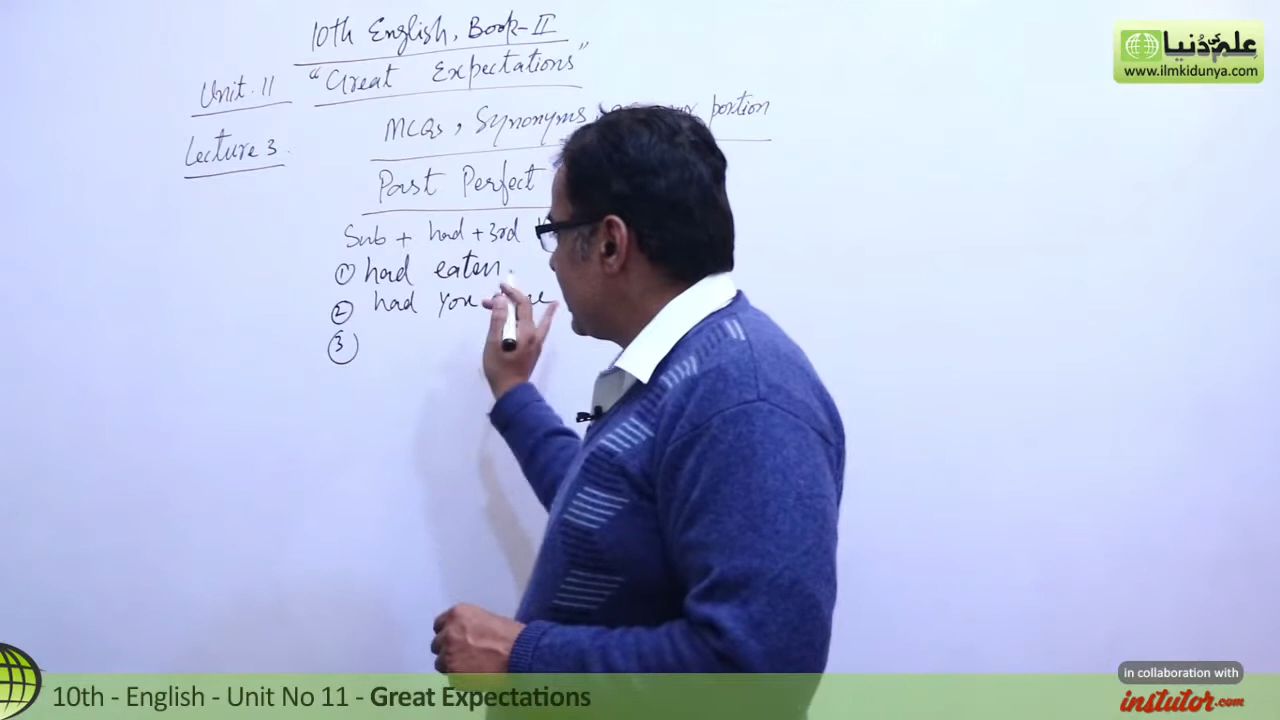 10th English, Book-II
Unit. 11 "Great Expectations"
Lecture 3.
MCQs, Synonyms, portion
Past Perfect
Sub + had + 3rd
① had eaten
② had you
③
علم کی دُنیا
www.ilmkidunya.com
10th - English - Unit No 11 - Great Expectations
in collaboration with
instutor.com